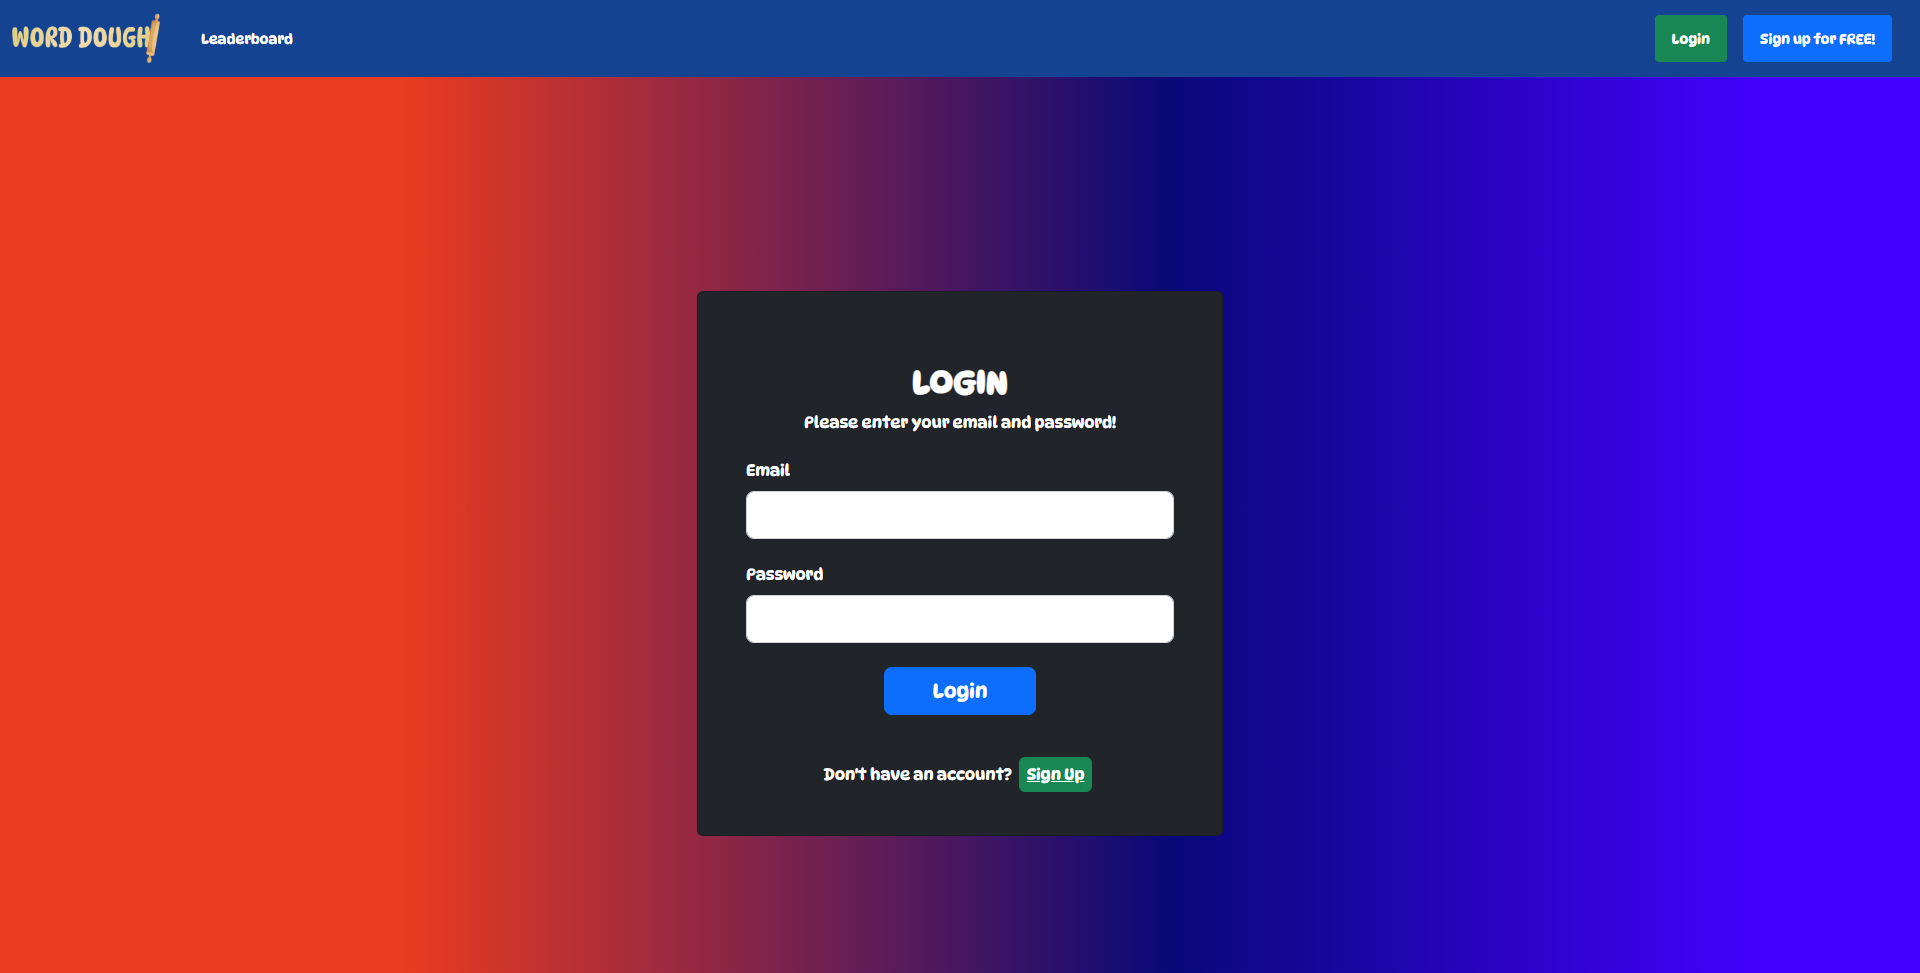 WORD DOUGH
Leaderboard
Login
Sign up for FREE!
LOGIN
Please enter your email and password!
Email
Password
Login
Don't have an account? Sign Up